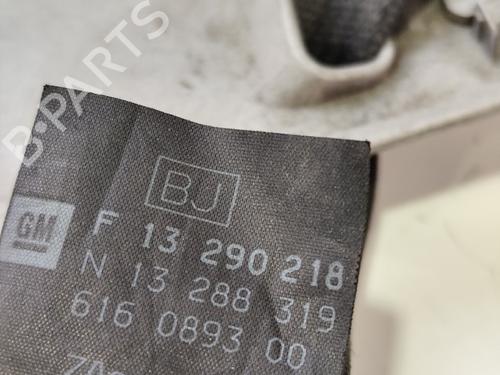 B-PARTS
BJ
GM
F 13 290 218
N 13 288 319
616 0893 00